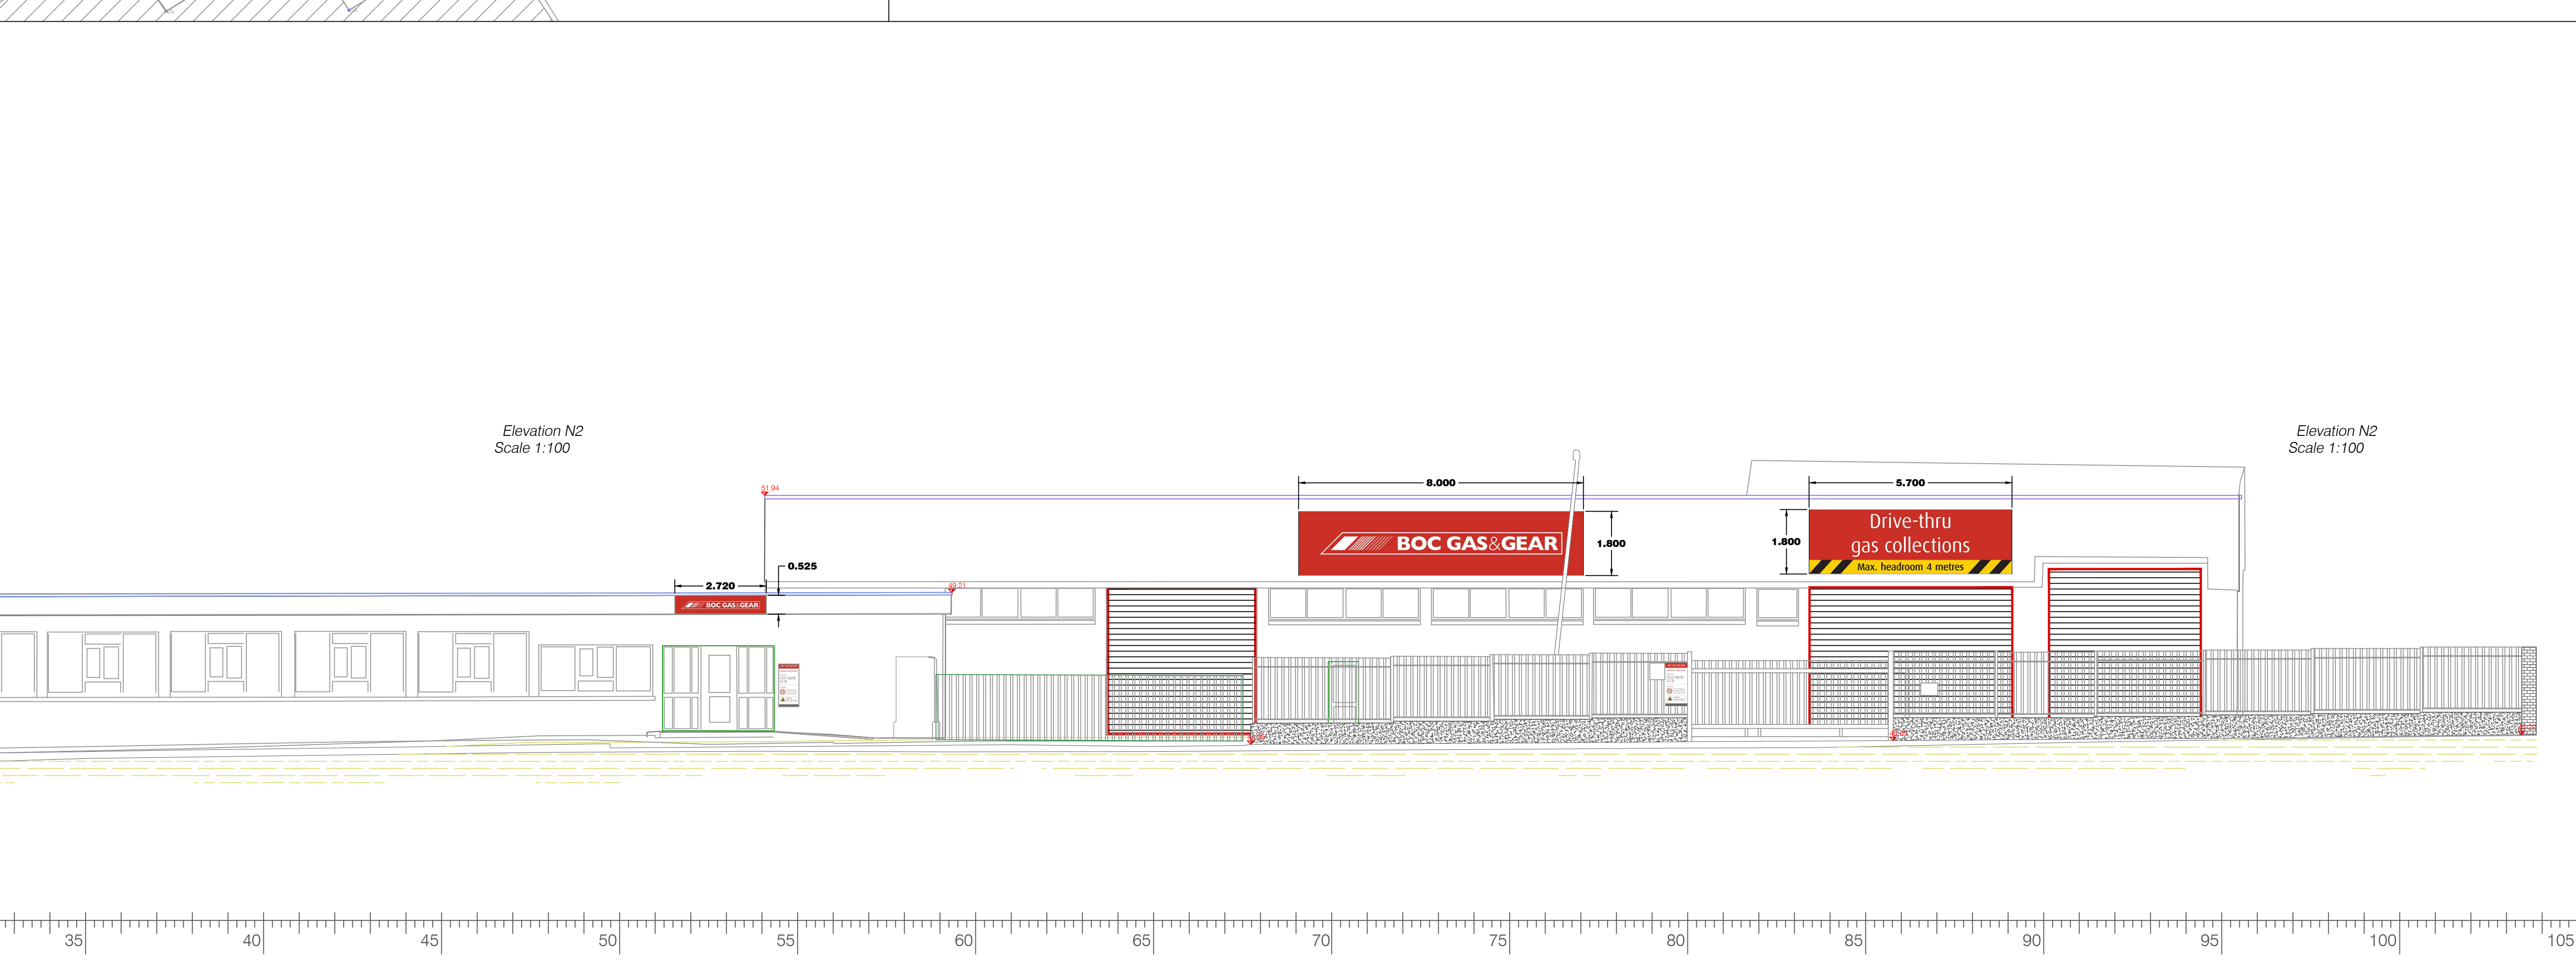 Elevation N2
Scale 1:100
Elevation N2
Scale 1:100
51.94
8.000
5.700
Drive-thru
gas collections
Max. headroom 4 metres
BOC GAS&GEAR
1.800
1.800
0.525
2.720
49.21
BOC GAS&GEAR
35 40 45 50 55 60 65 70 75 80 85 90 95 100 105